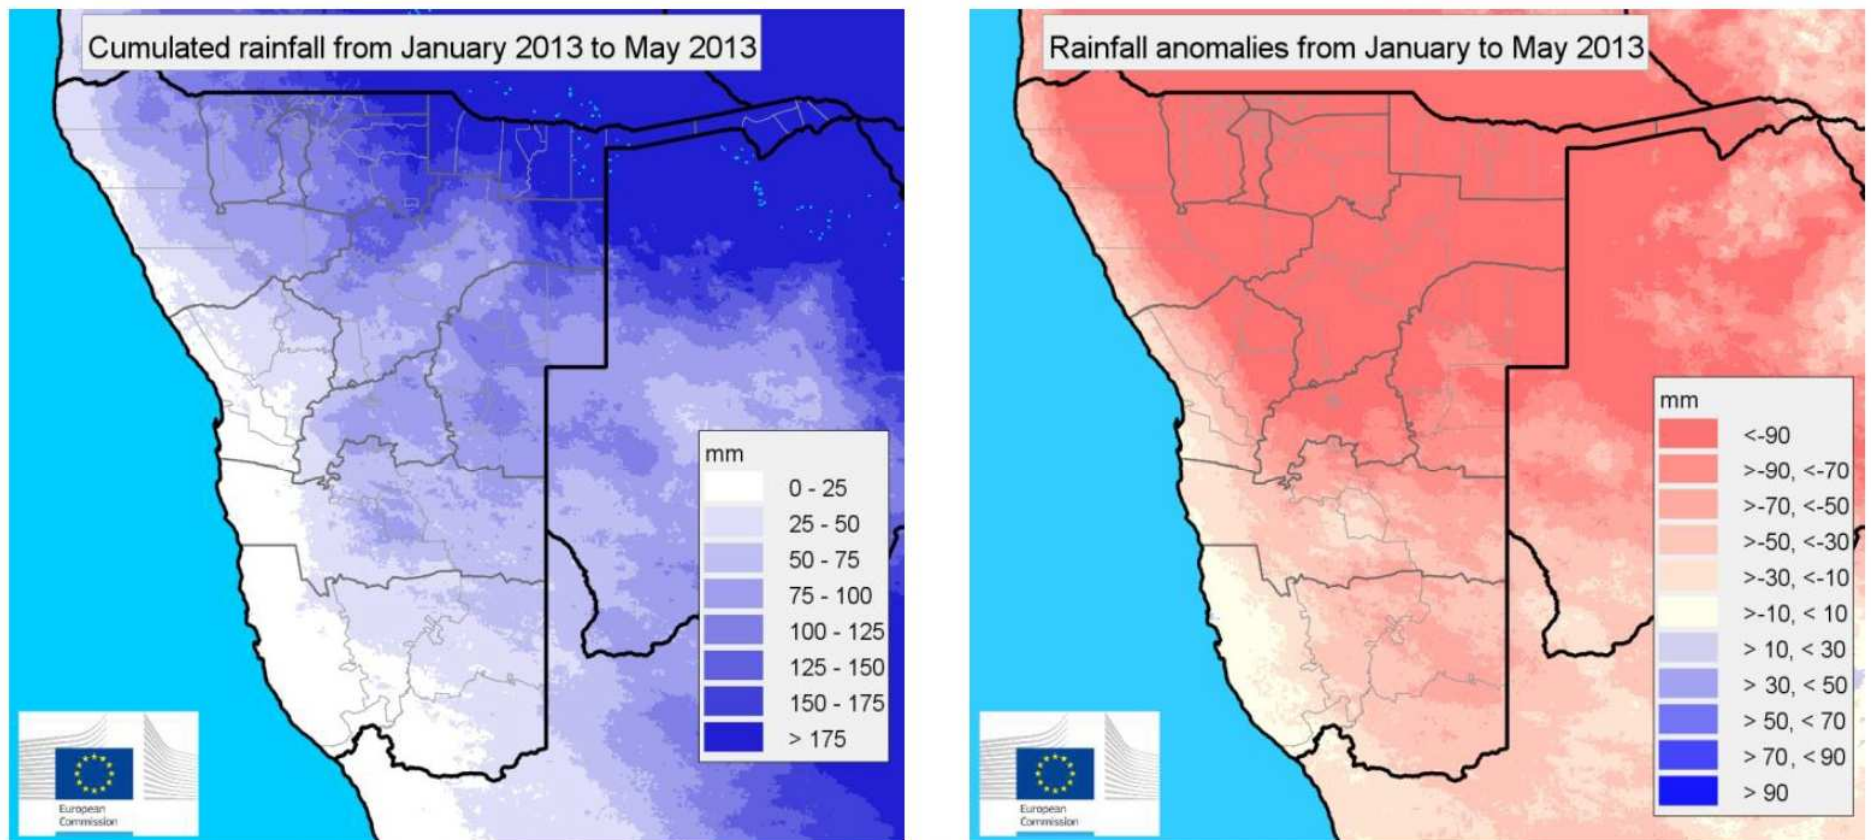 Cumulated rainfall from January 2013 to May 2013
mm
0 - 25
25 - 50
50 - 75
75 - 100
100 - 125
125 - 150
150 - 175
> 175
European
Commission
Rainfall anomalies from January to May 2013
mm
<-90
>-90, <-70
>-70, <-50
>-50, <-30
>-30, <-10
>-10, < 10
> 10, < 30
> 30, < 50
> 50, < 70
> 70, < 90
> 90
European
Commission